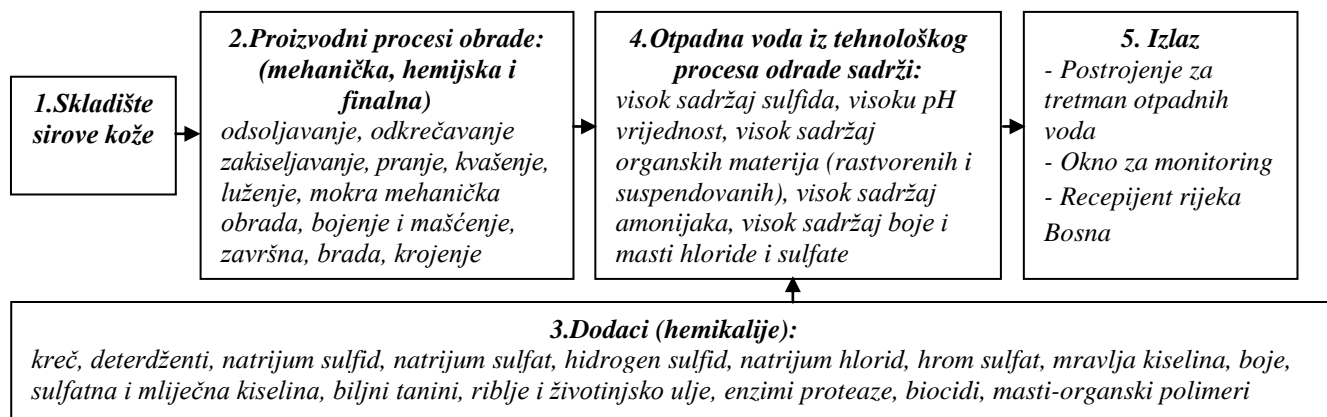 1.Skladište
sirove kože
2.Proizvodni procesi obrade:
(mehanička, hemijska i
finalna)
odsoljavanje, odkrečavanje
zakiseljavanje, pranje, kvašenje,
luženje, mokra mehanička
obrada, bojenje i mašćenje,
završna, brada, krojenje
4.Otpadna voda iz tehnološkog
procesa odrade sadrži:
visok sadržaj sulfida, visoku pH
vrijednost, visok sadržaj
organskih materija (rastvorenih i
suspendovanih), visok sadržaj
amonijaka, visok sadržaj boje i
masti hloride i sulfate
5. Izlaz
- Postrojenje za
tretman otpadnih
voda
- Okno za monitoring
- Recepijent rijeka
Bosna
3.Dodaci (hemikalije):
kreč, deterdženti, natrijum sulfid, natrijum sulfat, hidrogen sulfid, natrijum hlorid, hrom sulfat, mravlja kiselina, boje,
sulfatna i mliječna kiselina, biljni tanini, riblje i životinjsko ulje, enzimi proteaze, biocidi, masti-organski polimeri